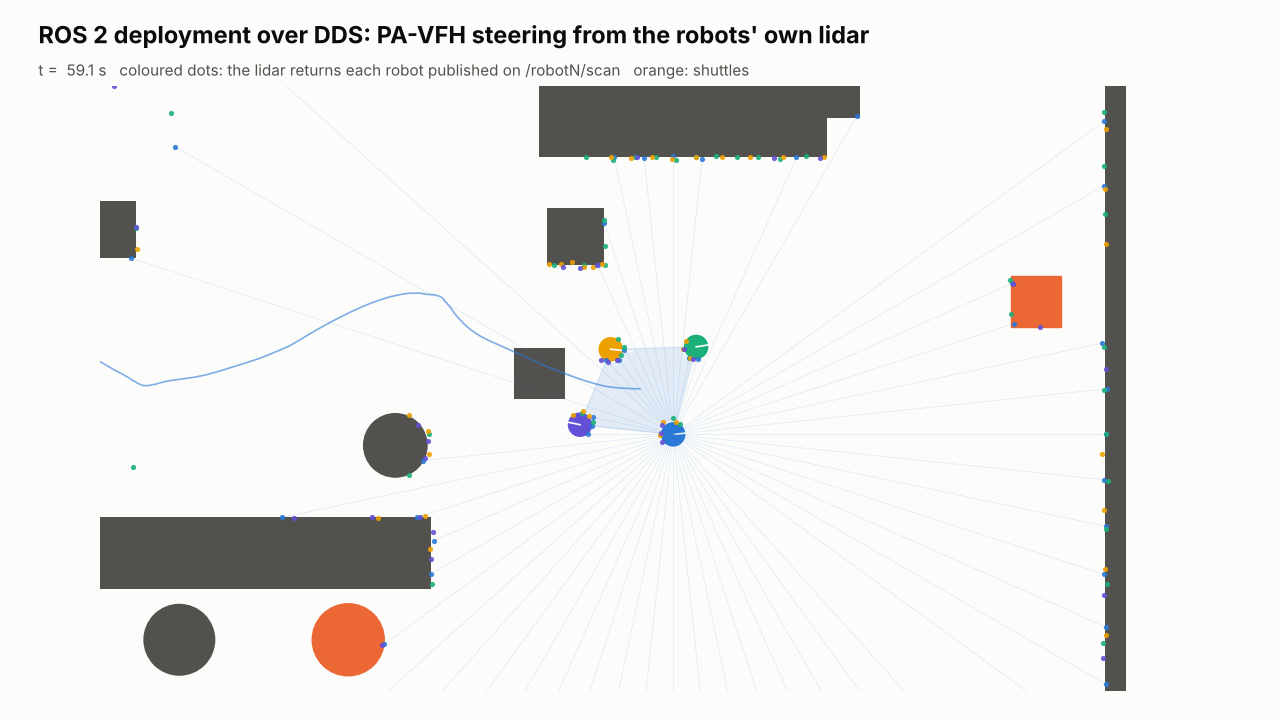 ROS 2 deployment over DDS: PA-VFH steering from the robots' own lidar
t =  59.1 s   coloured dots: the lidar returns each robot published on /robotN/scan   orange: shuttles